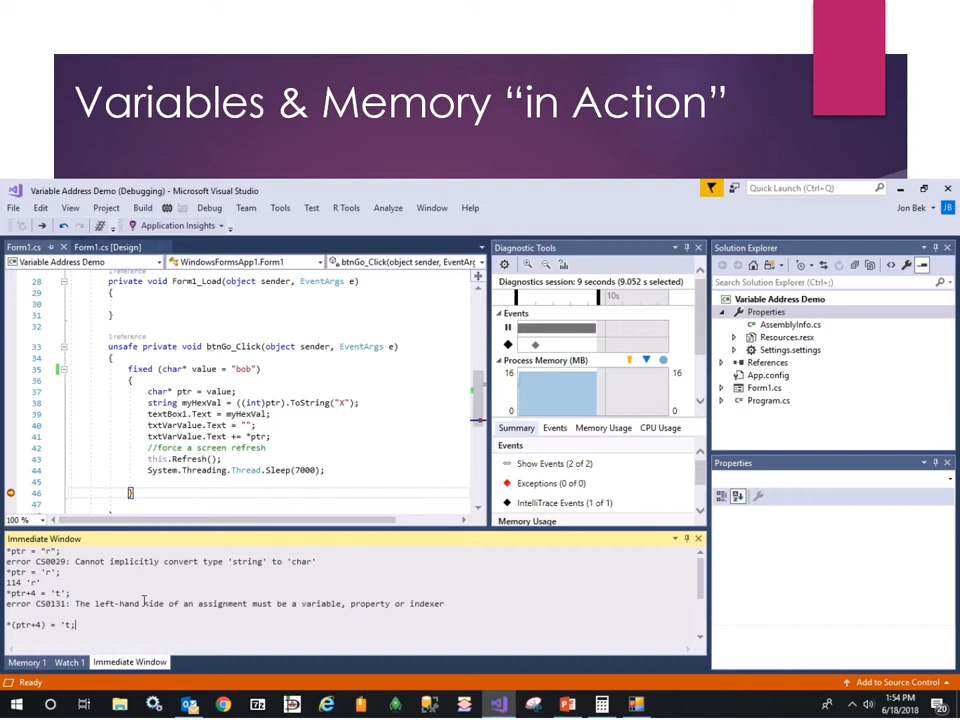 Variables & Memory “in Action”
Variable Address Demo (Debugging) - Microsoft Visual Studio
Quick Launch (Ctrl+Q)
File Edit View Project Build Debug Team Tools Test R Tools Analyze Window Help
Jon Bek JB
Application Insights
Form1.cs Form1.cs [Design]
Diagnostic Tools
Solution Explorer
Variable Address Demo WindowsFormsApp1.Form1 btnGo_Click(object sender, EventArg
Search Solution Explorer (Ctrl+;)
Diagnostics session: 9 seconds (9.052 s selected)
10s
Variable Address Demo
Properties
AssemblyInfo.cs
Resources.resx
Settings.settings
References
App.config
Form1.cs
Program.cs
Events
Process Memory (MB)
16 16
0 0
Summary Events Memory Usage CPU Usage
Events
Show Events (2 of 2)
Exceptions (0 of 0)
IntelliTrace Events (1 of 1)
Memory Usage
Properties
1 reference
28 private void Form1_Load(object sender, EventArgs e)
29 {
30
31 }
32
1 reference
33 unsafe private void btnGo_Click(object sender, EventArgs e)
34 {
35 fixed (char* value = "bob")
36 {
37 char* ptr = value;
38 string myHexVal = ((int)ptr).ToString("X");
39 textBox1.Text = myHexVal;
40 txtVarValue.Text = "";
41 txtVarValue.Text += *ptr;
42 //force a screen refresh
43 this.Refresh();
44 System.Threading.Thread.Sleep(7000);
45
46 }
47
100 %
Immediate Window
*ptr = "r";
error CS0029: Cannot implicitly convert type 'string' to 'char'
*ptr = 'r';
114 'r'
*ptr+4 = 't';
error CS0131: The left-hand side of an assignment must be a variable, property or indexer
*(ptr+4) = 't;
Memory 1 Watch 1 Immediate Window
Ready
Add to Source Control
1:54 PM
6/18/2018
20